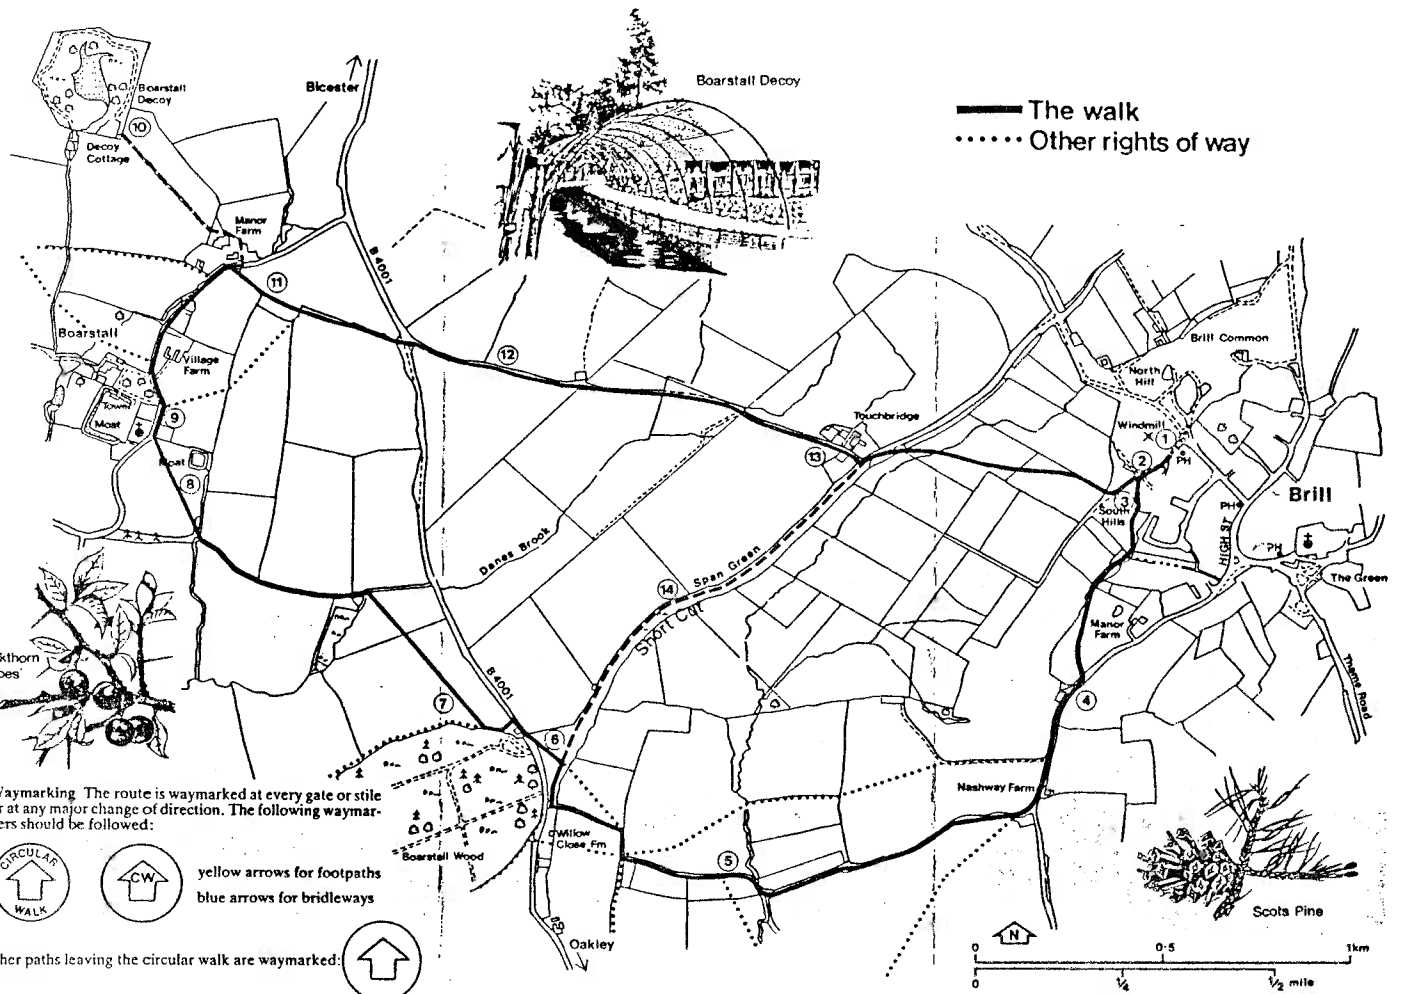 Boarstall
Decoy
10
Decoy
Cottage
Bicester
Boarstall Decoy
The walk
Other rights of way
Manor
Farm
B4001
11
12
Boarstall
Village
Farm
Town
Moat
9
Moat
8
Touchbridge
13
Brill Common
North
Hill
Windmill
1
PH
2
3
South
Hills
PH
HIGH ST
PH
Brill
The Green
Manor
Farm
Thame Road
4
Danes Brook
Span Green
14
Short Cut
B4001
7
6
Nashway Farm
Willow
Close Fm
5
Boarstall Wood
Oakley
Scots Pine
N
0 0·5 1km
0 ¼ ½ mile
kthorn
oes'
Waymarking The route is waymarked at every gate or stile
r at any major change of direction. The following waymar-
ers should be followed:
CIRCULAR
WALK
CW
yellow arrows for footpaths
blue arrows for bridleways
her paths leaving the circular walk are waymarked: